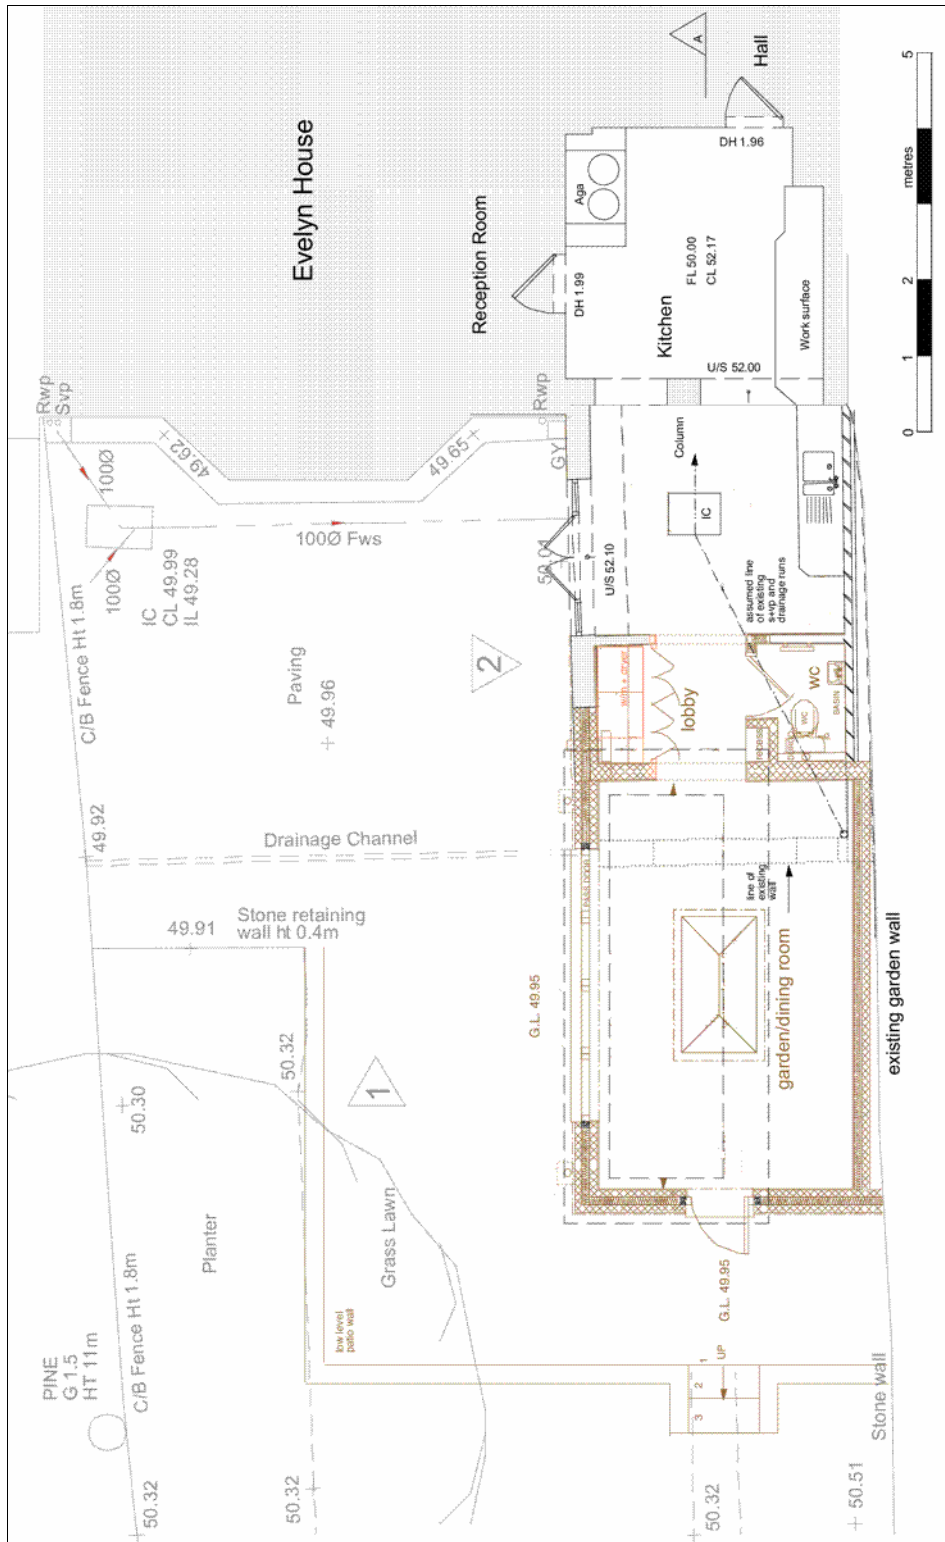 Evelyn House
Reception Room
Hall
A
Aga
DH 1.96
DH 1.99
FL 50.00
CL 52.17
Kitchen
Work surface
U/S 52.00
5
metres
2
1
0
Rwp
Svp
Rwp
49.62
49.65
GY
100Ø
100Ø
100Ø Fws
IC
CL 49.99
IL 49.28
C/B Fence Ht 1.8m
50.01
U/S 52.10
Column
IC
assumed line
of existing
s+vp and
drainage runs
Paving
49.96
2
w/m + dryer
lobby
WC
WC
BASIN
recess
49.92
Drainage Channel
49.91
Stone retaining
wall ht 0.4m
G.L. 49.95
line of
existing
wall
garden/dining room
existing garden wall
50.32
50.30
1
Planter
Grass Lawn
low level
patio wall
G.L. 49.95
UP
1
2
3
PINE
G 1.5
HT 11m
C/B Fence Ht 1.8m
50.32
50.32
50.32
50.51
Stone wall